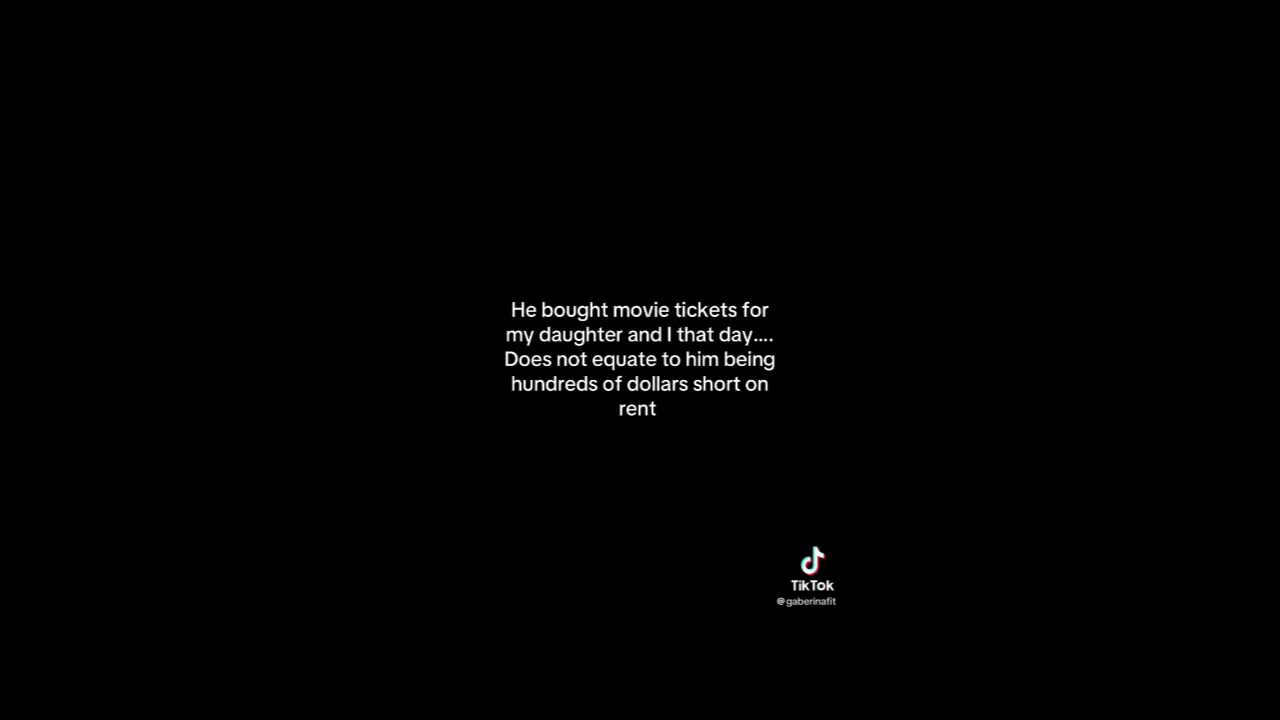 He bought movie tickets for
my daughter and I that day....
Does not equate to him being
hundreds of dollars short on
rent
TikTok
@gaberinafit